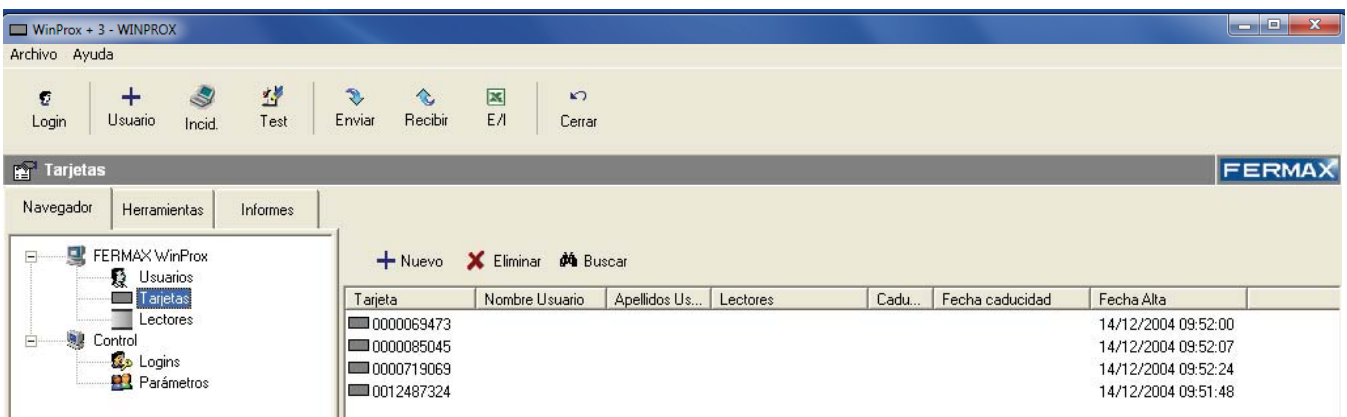 WinProx + 3 - WINPROX
Archivo Ayuda
Login Usuario Incid. Test Enviar Recibir E/I Cerrar
Tarjetas FERMAX
Navegador Herramientas Informes
FERMAX WinProx
Usuarios
Tarjetas
Lectores
Control
Logins
Parámetros
Nuevo Eliminar Buscar
Tarjeta Nombre Usuario Apellidos Us... Lectores Cadu... Fecha caducidad Fecha Alta
0000069473 14/12/2004 09:52:00
0000085045 14/12/2004 09:52:07
0000719069 14/12/2004 09:52:24
0012487324 14/12/2004 09:51:48